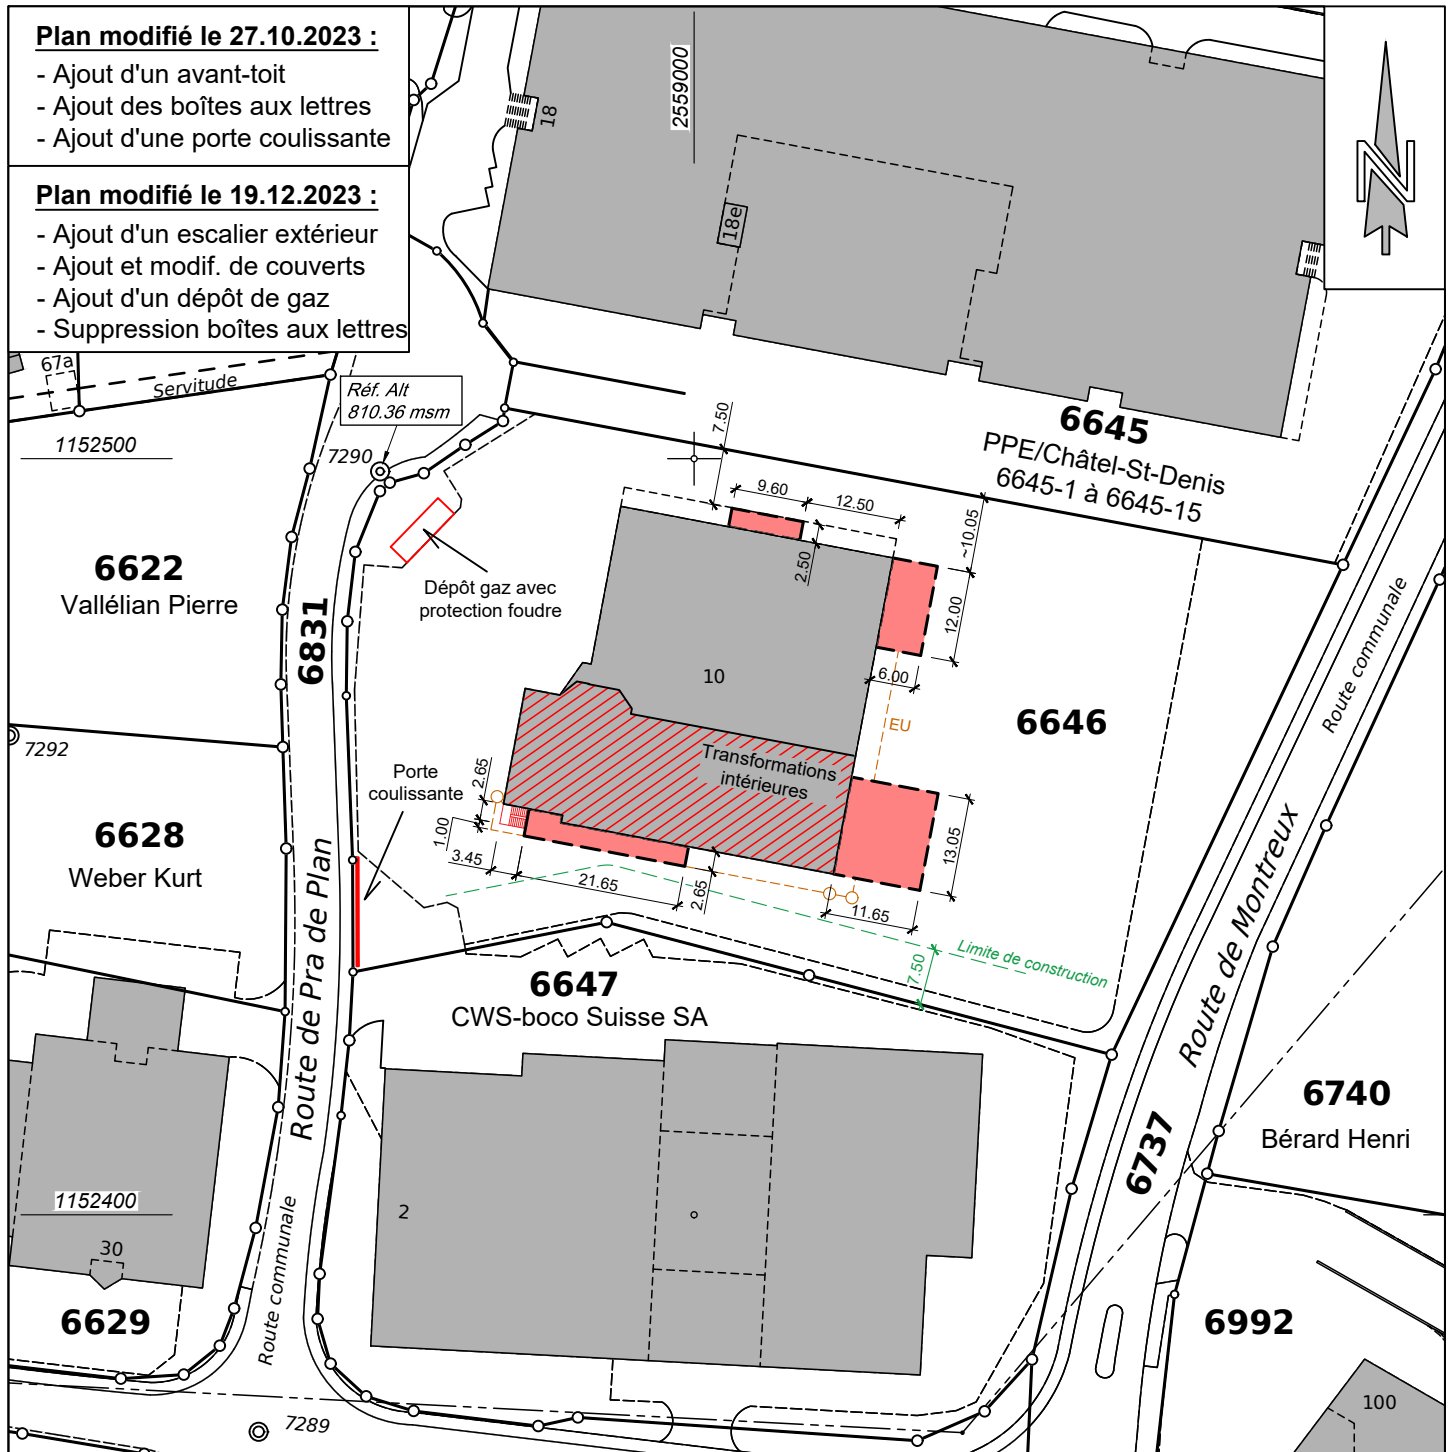 Plan modifié le 27.10.2023 :
- Ajout d'un avant-toit
- Ajout des boîtes aux lettres
- Ajout d'une porte coulissante
Plan modifié le 19.12.2023 :
- Ajout d'un escalier extérieur
- Ajout et modif. de couverts
- Ajout d'un dépôt de gaz
- Suppression boîtes aux lettres
2559000
18
18e
N
67a
Servitude
Réf. Alt
810.36 msm
1152500
7290
6645
PPE/Châtel-St-Denis
6645-1 à 6645-15
7.50
9.60
12.50
~10.05
2.50
12.00
6.00
6622
Vallélian Pierre
6831
Dépôt gaz avec
protection foudre
10
EU
6646
Route communale
7292
Porte
coulissante
Transformations
intérieures
2.65
1.00
3.45
21.65
2.65
13.05
11.65
6628
Weber Kurt
Route de Pra de Plan
Limite de construction
7.50
6647
CWS-boco Suisse SA
Route de Montreux
6740
Bérard Henri
6737
1152400
2
30
Route communale
6629
6992
7289
100